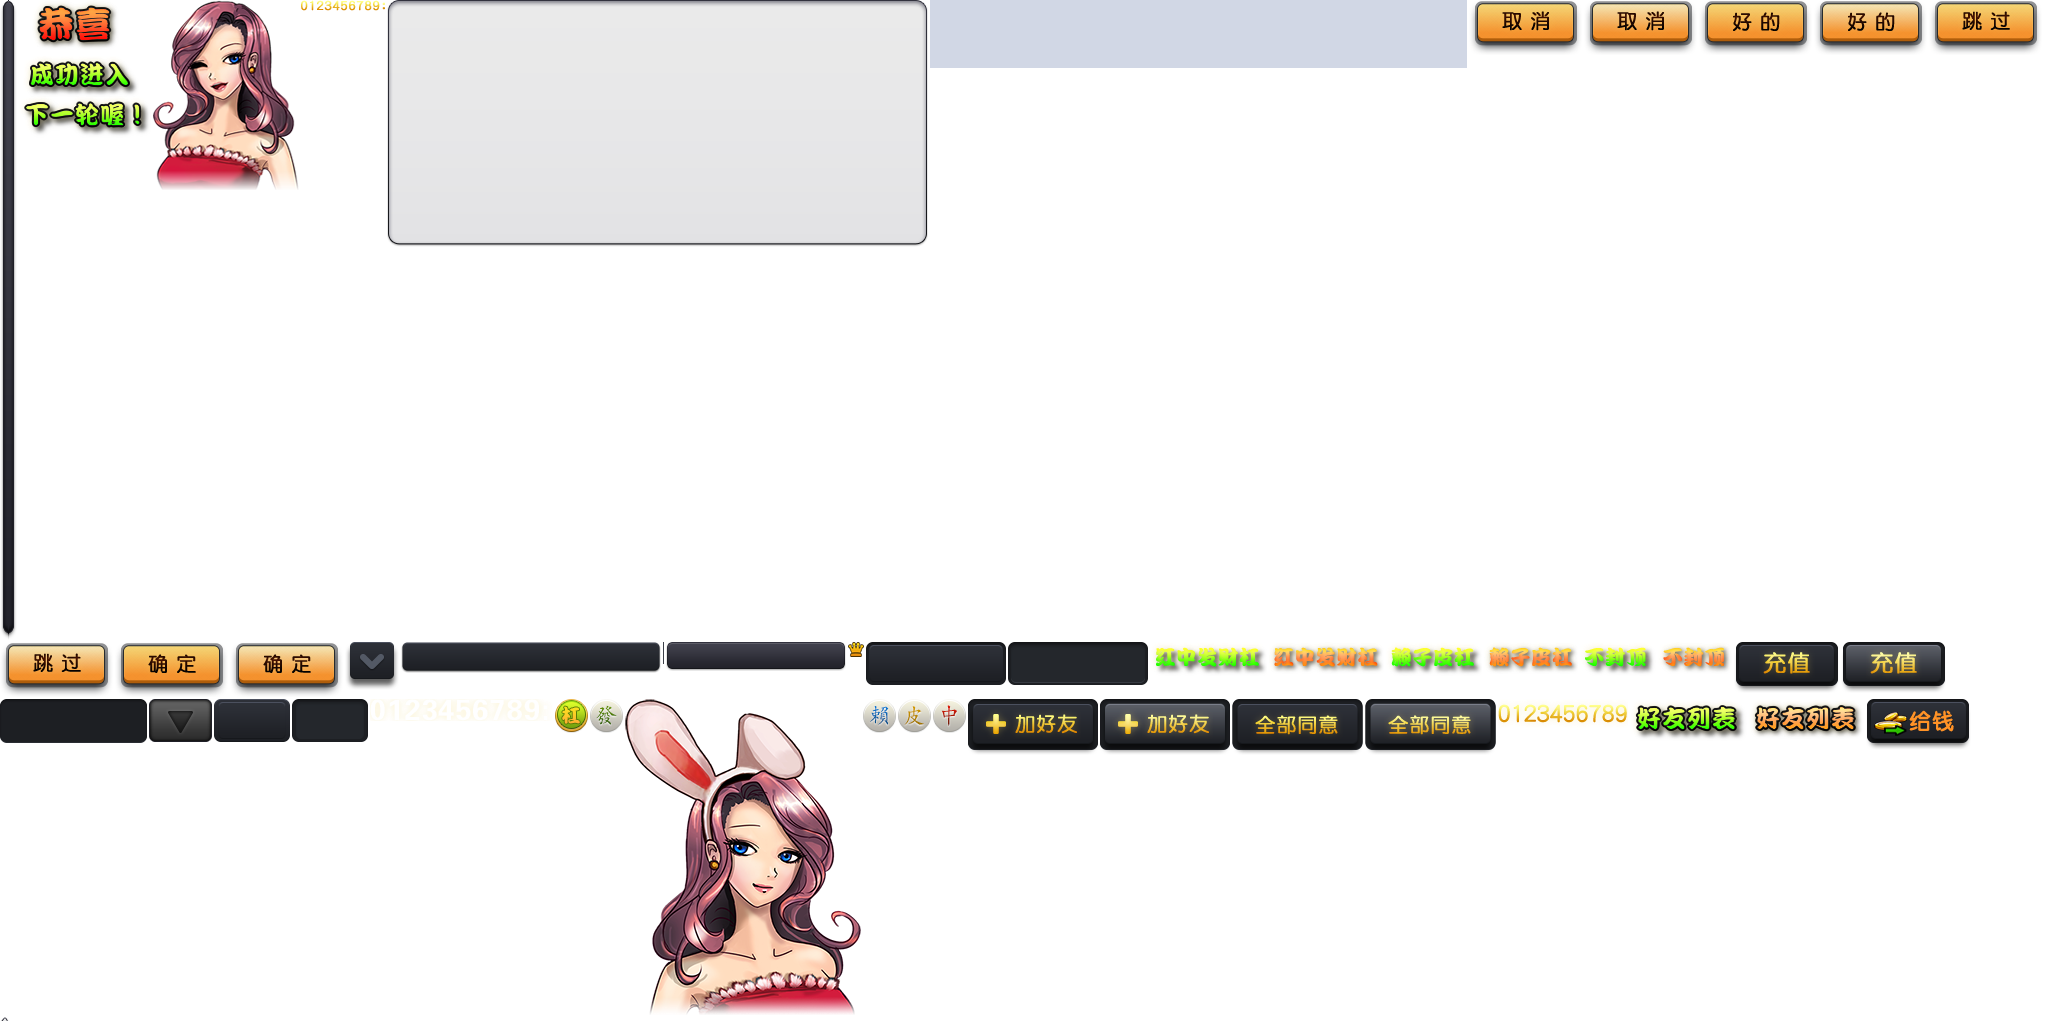 恭喜
成功进入
下一轮喔！
0123456789:
取消
取消
好的
好的
跳过
跳过
确定
确定
红中发财杠
红中发财杠
赖子皮杠
赖子皮杠
不封顶
不封顶
充值
充值
0123456789
杠
發
賴
皮
中
加好友
加好友
全部同意
全部同意
0123456789
好友列表
好友列表
给钱